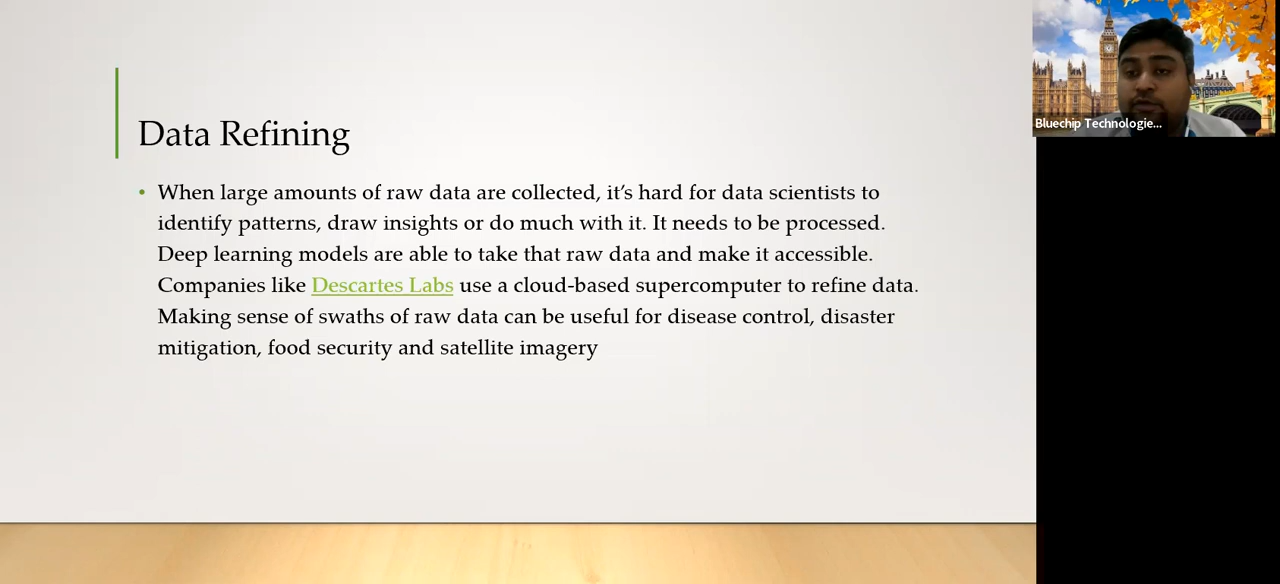 Data Refining
• When large amounts of raw data are collected, it’s hard for data scientists to
identify patterns, draw insights or do much with it. It needs to be processed.
Deep learning models are able to take that raw data and make it accessible.
Companies like Descartes Labs use a cloud-based supercomputer to refine data.
Making sense of swaths of raw data can be useful for disease control, disaster
mitigation, food security and satellite imagery
Bluechip Technologie...